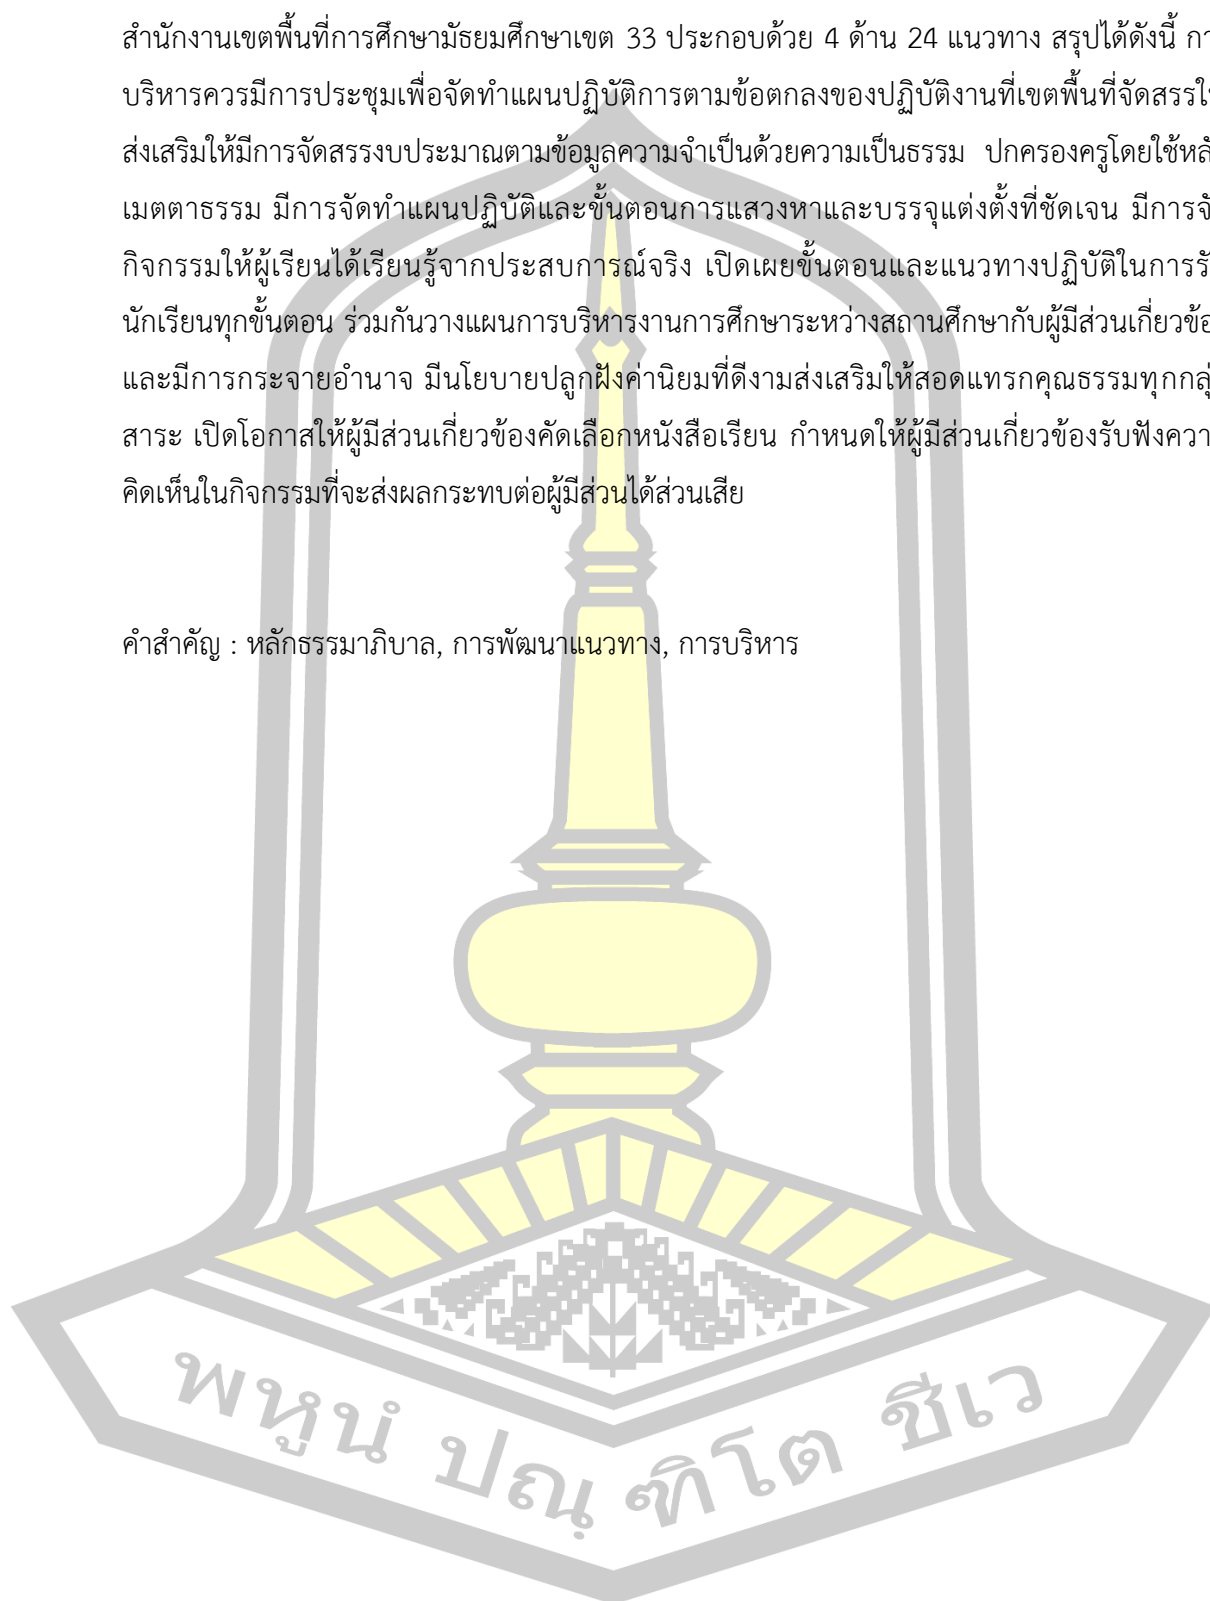 สำนักงานเขตพื้นที่การศึกษามัธยมศึกษาเขต 33 ประกอบด้วย 4 ด้าน 24 แนวทาง สรุปได้ดังนี้
บริหารควรมีการประชุมเพื่อจัดทำแผนปฏิบัติการตามข้อตกลงของปฏิบัติงานที่เขตพื้นที่จัดสรร
ส่งเสริมให้มีการจัดสรรงบประมาณตามข้อมูลความจำเป็นด้วยความเป็นธรรม ปกครองครูโดยใช้
เมตตาธรรม มีการจัดทำแผนปฏิบัติและขั้นตอนการแสวงหาและบรรจุแต่งตั้งที่ชัดเจน มีการ
กิจกรรมให้ผู้เรียนได้เรียนรู้จากประสบการณ์จริง เปิดเผยขั้นตอนและแนวทางปฏิบัติในการ
นักเรียนทุกขั้นตอน ร่วมกันวางแผนการบริหารงานการศึกษาระหว่างสถานศึกษากับผู้มีส่วนเกี่ยวข้อ
และมีการกระจายอำนาจ มีนโยบายปลูกฝังค่านิยมที่ดีงามส่งเสริมให้สอดแทรกคุณธรรมทุกกลุ่
สาระ เปิดโอกาสให้ผู้มีส่วนเกี่ยวข้องคัดเลือกหนังสือเรียน กำหนดให้ผู้มีส่วนเกี่ยวข้องรับฟังควา
คิดเห็นในกิจกรรมที่จะส่งผลกระทบต่อผู้มีส่วนได้ส่วนเสีย
คำสำคัญ : หลักธรรมาภิบาล, การพัฒนาแนวทาง, การบริหาร
พหูนํ ปณฺ ฑิโต ชีเว